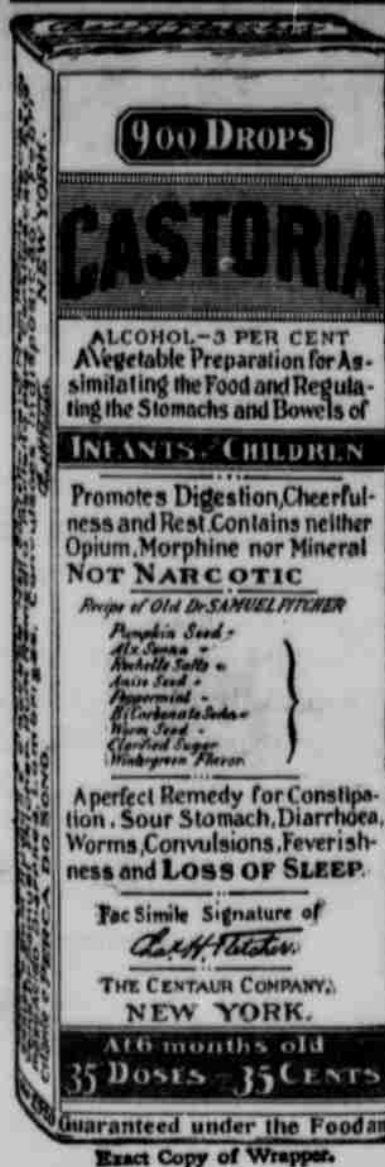 900 DROPS
CASTORIA
ALCOHOL-3 PER CENT
A Vegetable Preparation for As-
similating the Food and Regula-
ting the Stomachs and Bowels of
INFANTS CHILDREN
Promotes Digestion, Cheerful-
ness and Rest. Contains neither
Opium, Morphine nor Mineral
NOT NARCOTIC
Recipe of Old Dr SAMUEL PITCHER
Pumpkin Seed -
Alx Senna +
Rochelle Salts -
Anise Seed +
Peppermint -
Bi Carbonate Soda +
Worm Seed -
Clarified Sugar
Wintergreen Flavor
A perfect Remedy for Constipa-
tion, Sour Stomach, Diarrhoea,
Worms, Convulsions, Feverish-
ness and LOSS OF SLEEP.
Fac Simile Signature of
Chas. H. Fletcher.
THE CENTAUR COMPANY,
NEW YORK.
At 6 months old
35 DOSES - 35 CENTS
Guaranteed under the Food an
Exact Copy of Wrapper.
NEW YORK.